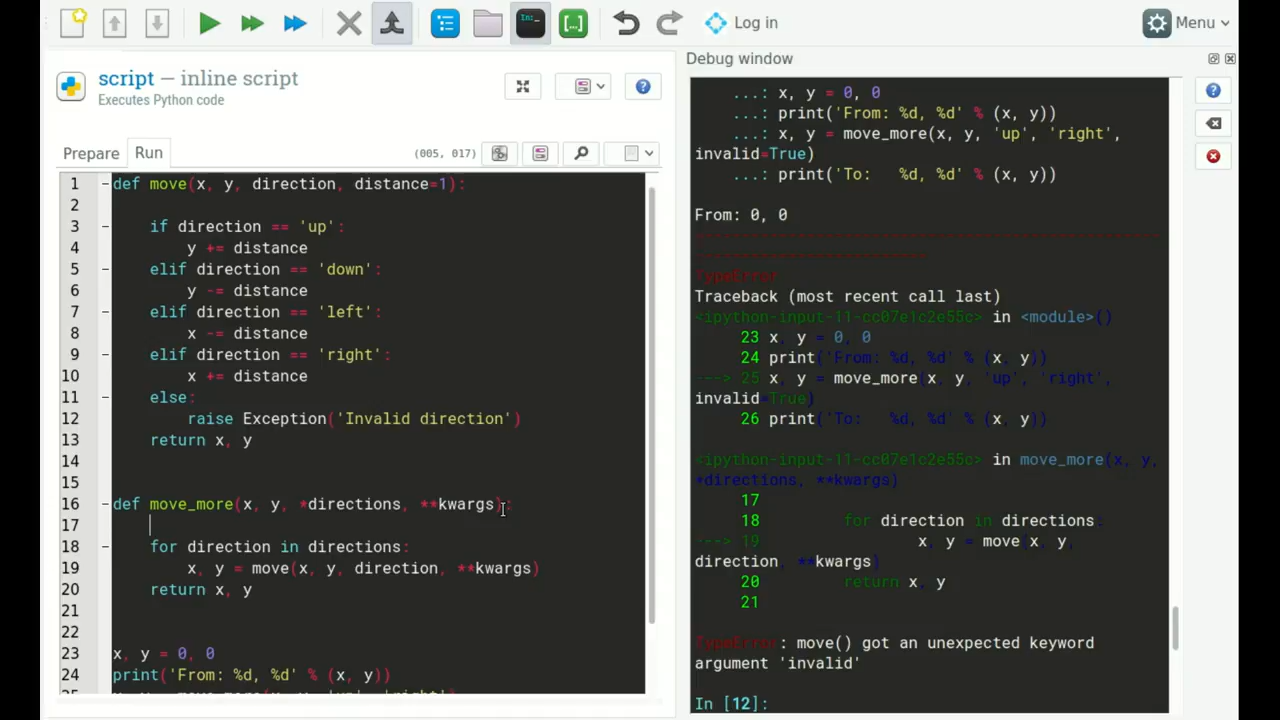 Log in
Menu
script — inline script
Executes Python code
Prepare Run (005, 017)
1 def move(x, y, direction, distance=1):
2
3 if direction == 'up':
4 y += distance
5 elif direction == 'down':
6 y -= distance
7 elif direction == 'left':
8 x -= distance
9 elif direction == 'right':
10 x += distance
11 else:
12 raise Exception('Invalid direction')
13 return x, y
14
15
16 def move_more(x, y, *directions, **kwargs):
17
18 for direction in directions:
19 x, y = move(x, y, direction, **kwargs)
20 return x, y
21
22
23 x, y = 0, 0
24 print('From: %d, %d' % (x, y))
Debug window
...: x, y = 0, 0
...: print('From: %d, %d' % (x, y))
...: x, y = move_more(x, y, 'up', 'right',
invalid=True)
...: print('To:   %d, %d' % (x, y))
From: 0, 0
TypeError
Traceback (most recent call last)
<ipython-input-11-cc07e1c2e55c> in <module>()
23 x, y = 0, 0
24 print('From: %d, %d' % (x, y))
---> 25 x, y = move_more(x, y, 'up', 'right',
invalid=True)
26 print('To:   %d, %d' % (x, y))
<ipython-input-11-cc07e1c2e55c> in move_more(x, y,
*directions, **kwargs)
17
18 for direction in directions:
---> 19 x, y = move(x, y,
direction, **kwargs)
20 return x, y
21
TypeError: move() got an unexpected keyword
argument 'invalid'
In [12]: